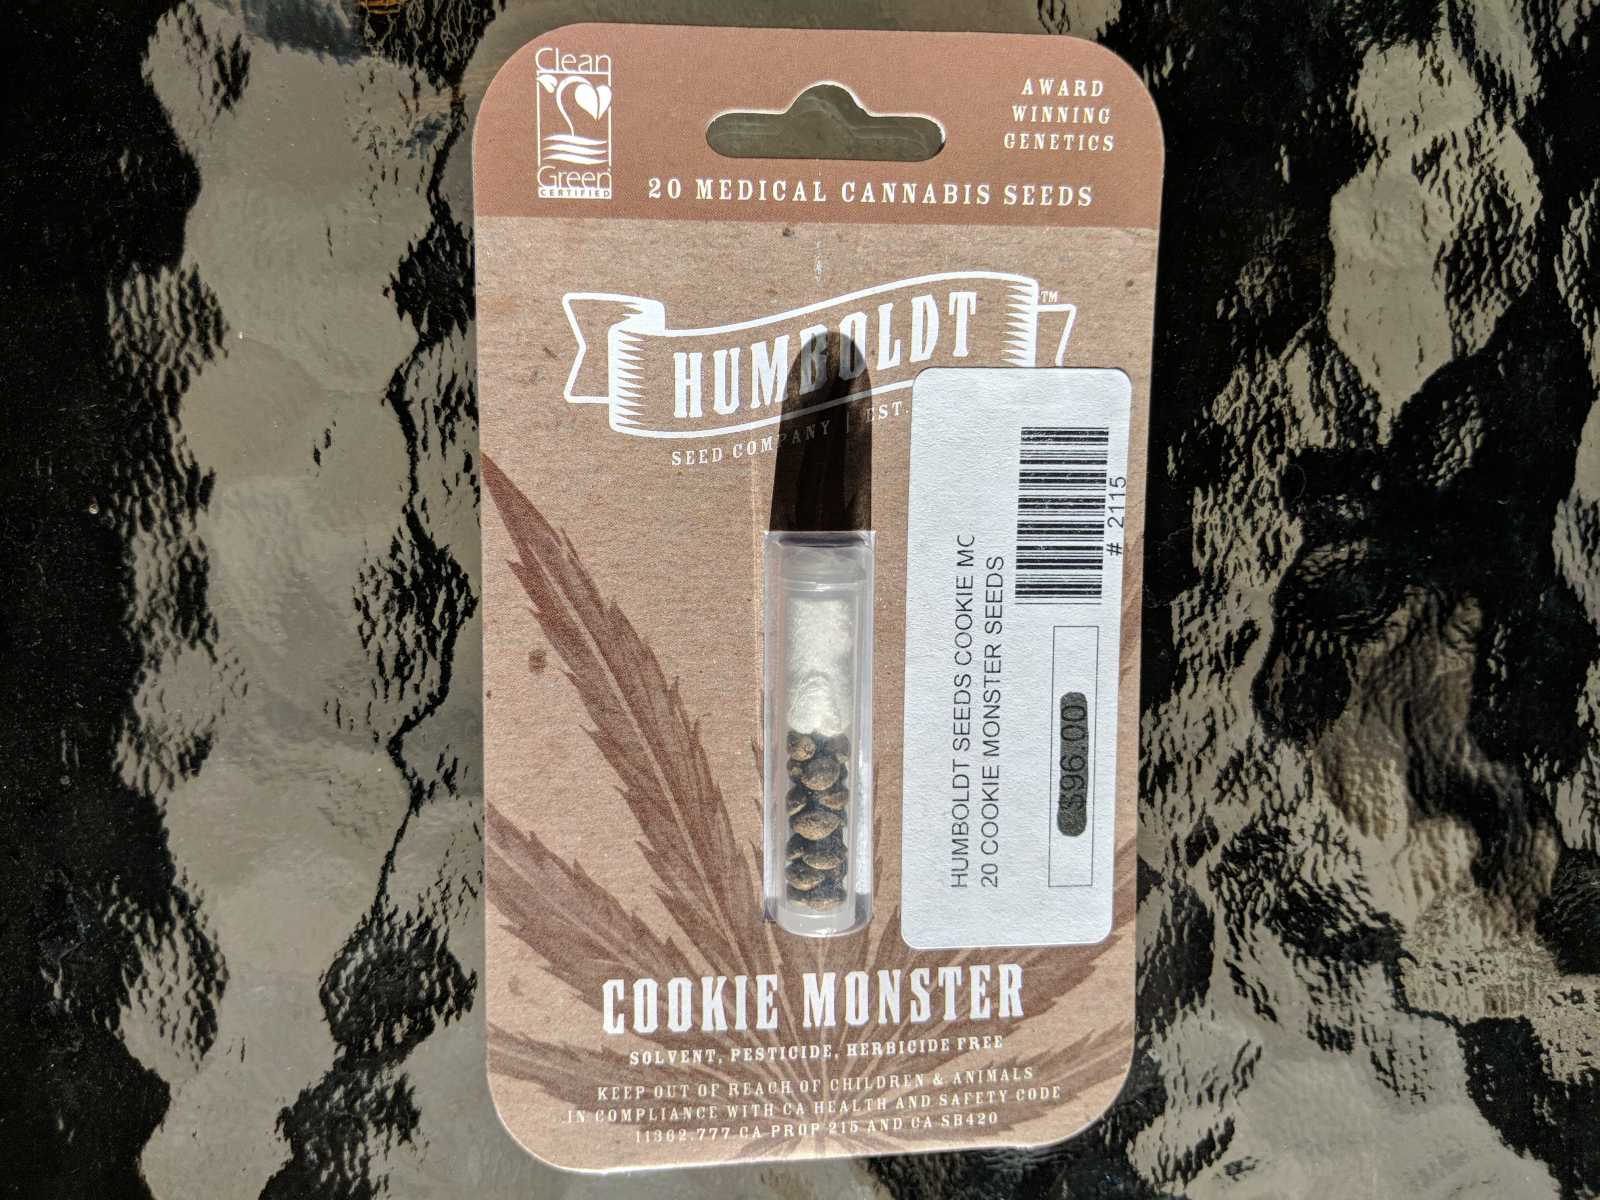 Clean
Green
CERTIFIED
AWARD
WINNING
GENETICS
20 MEDICAL CANNABIS SEEDS
HUMBOLDT™
SEED COMPANY | EST.
# 2115
HUMBOLDT SEEDS COOKIE MC
20 COOKIE MONSTER SEEDS
$96.00
COOKIE MONSTER
SOLVENT, PESTICIDE, HERBICIDE FREE
KEEP OUT OF REACH OF CHILDREN & ANIMALS
IN COMPLIANCE WITH CA HEALTH AND SAFETY CODE
11362.777 CA PROP 215 AND CA SB420